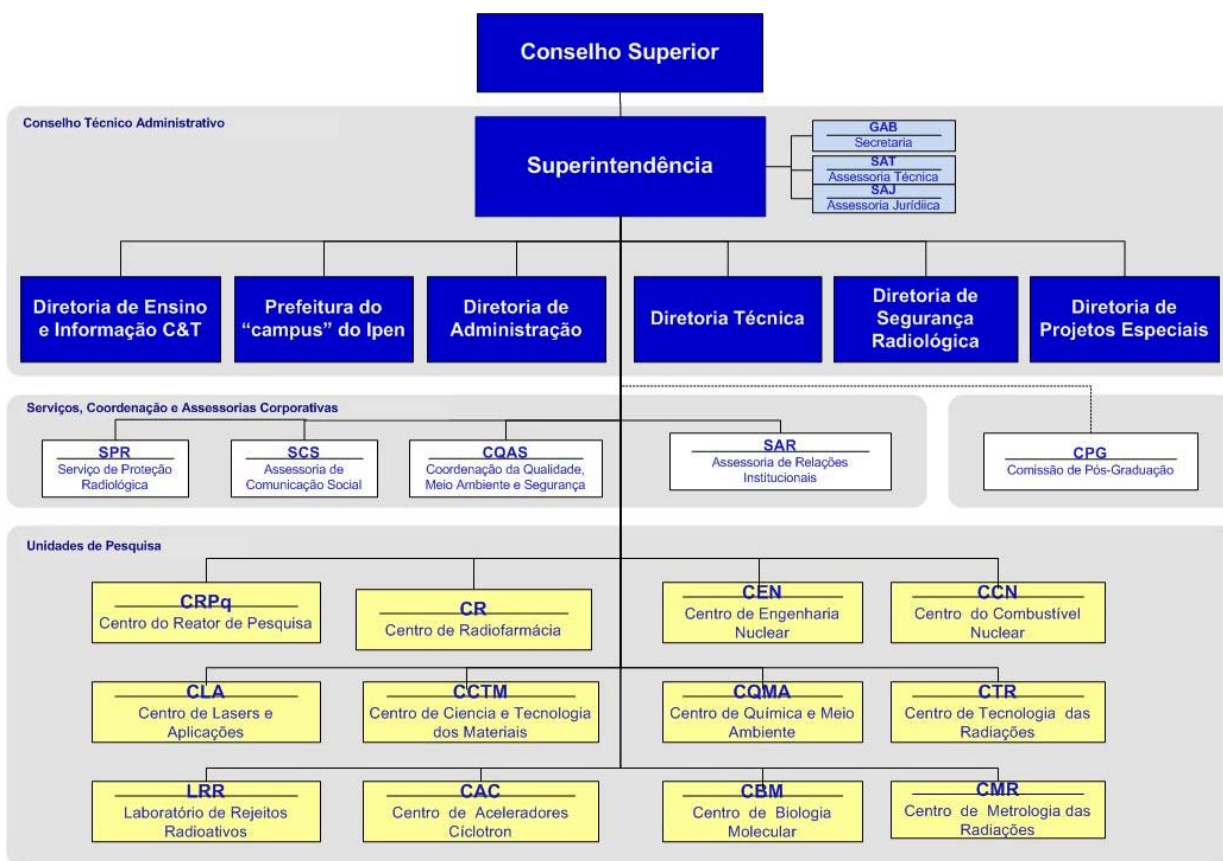 Conselho Superior
Conselho Técnico Administrativo
Superintendência
GAB
Secretaria
SAT
Assessoria Técnica
SAJ
Assessoria Jurídiica
Diretoria de Ensino
e Informação C&T
Prefeitura do
“campus” do Ipen
Diretoria de
Administração
Diretoria Técnica
Diretoria de
Segurança
Radiológica
Diretoria de
Projetos Especiais
Serviços, Coordenação e Assessorias Corporativas
SPR
Serviço de Proteção
Radiológica
SCS
Assessoria de
Comunicação Social
CQAS
Coordenação da Qualidade,
Meio Ambiente e Segurança
SAR
Assessoria de Relações
Institucionais
CPG
Comissão de Pós-Graduação
Unidades de Pesquisa
CRPq
Centro do Reator de Pesquisa
CR
Centro de Radiofarmácia
CEN
Centro de Engenharia
Nuclear
CCN
Centro do Combustível
Nuclear
CLA
Centro de Lasers e
Aplicações
CCTM
Centro de Ciencia e Tecnologia
dos Materiais
CQMA
Centro de Química e Meio
Ambiente
CTR
Centro de Tecnologia das
Radiações
LRR
Laboratório de Rejeitos
Radioativos
CAC
Centro de Aceleradores
Cíclotron
CBM
Centro de Biologia
Molecular
CMR
Centro de Metrologia das
Radiações